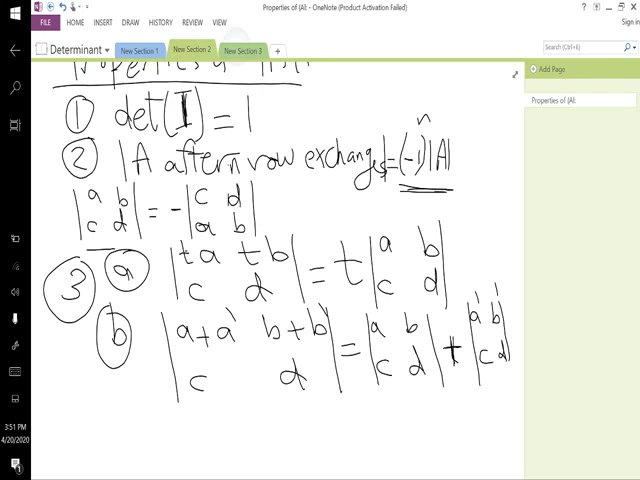 Properties of |A|: - OneNote (Product Activation Failed)
FILE HOME INSERT DRAW HISTORY REVIEW VIEW
Sign in
Determinant New Section 1 New Section 2 New Section 3 +
Search (Ctrl+E)
Add Page
Properties of |A|:
Properties of |A|:
① det(I) = 1
② |A after n row exchanges| = (-1)ⁿ|A|
|a b; c d| = -|c d; a b|
③ ⓐ |ta tb; c d| = t|a b; c d|
ⓑ |a+a' b+b'; c d| = |a b; c d| + |a' b'; c d|
3:51 PM
4/20/2020